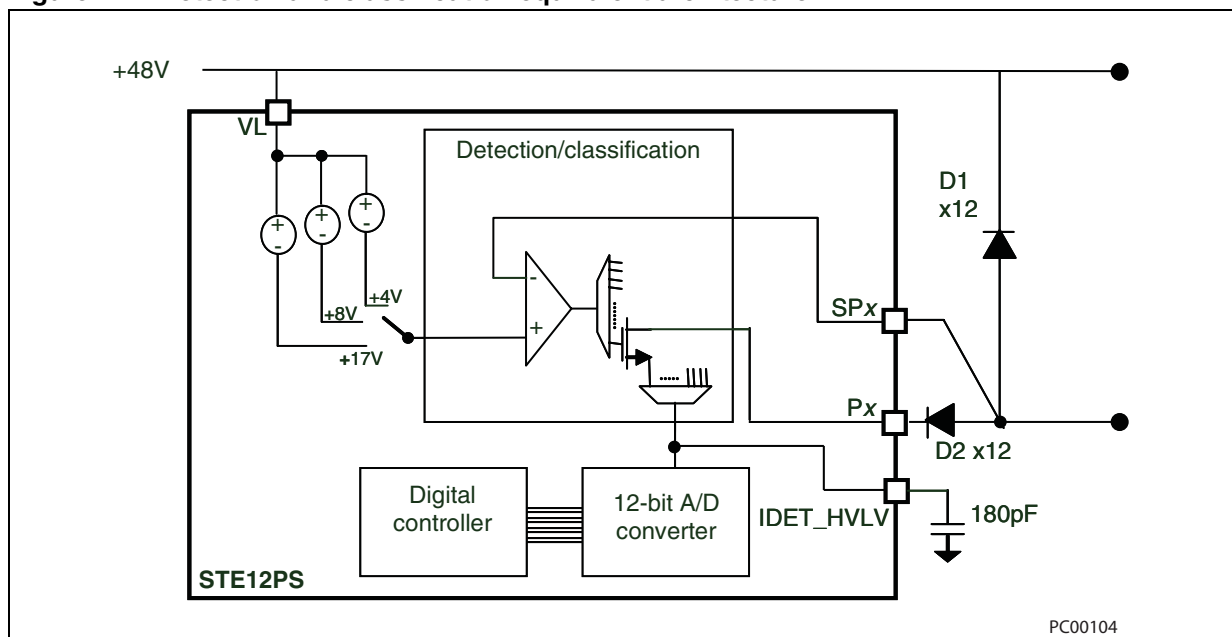 +48V
VL
Detection/classification
D1
x12
+
-
+
-
+
-
-
+
+4V
+8V
+17V
SPx
Px
D2 x12
Digital
controller
12-bit A/D
converter
IDET_HVLV
180pF
STE12PS
PC00104